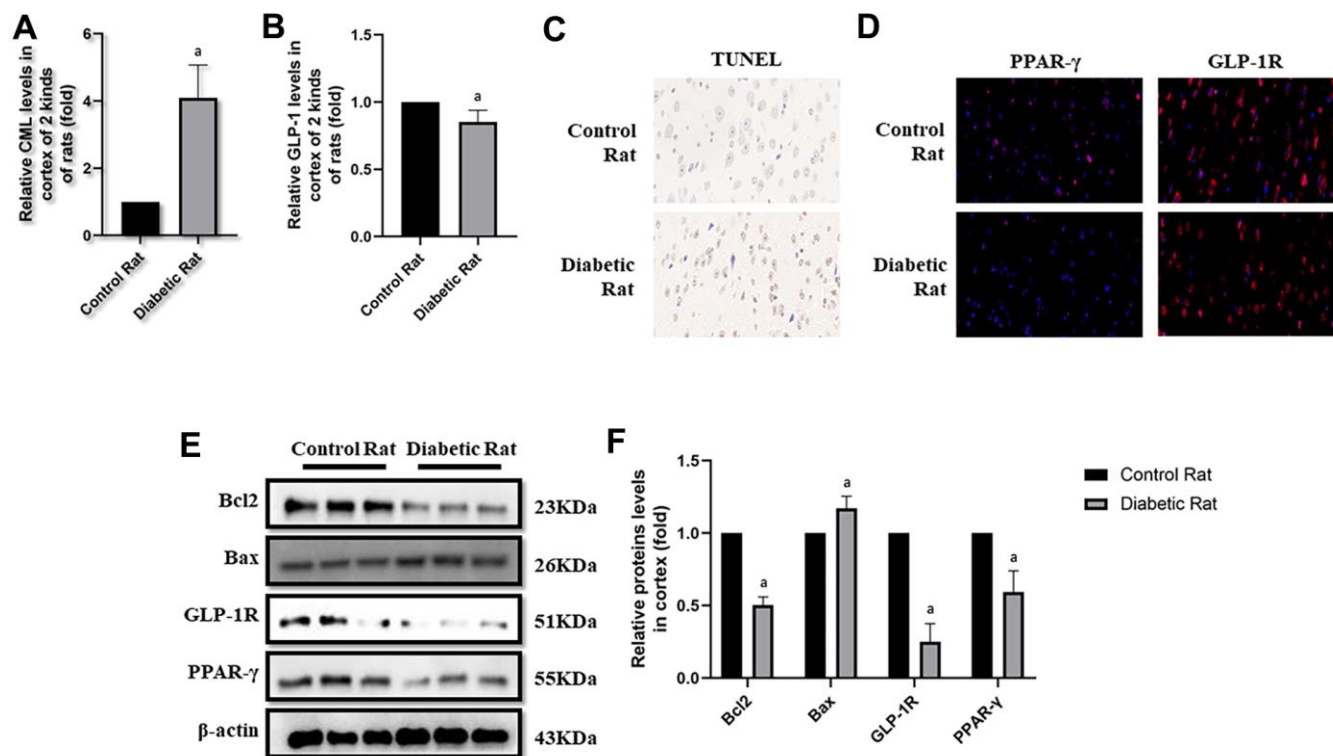 A
Relative CML levels in
cortex of 2 kinds
of rats (fold)
6
4
2
0
a
Control Rat
Diabetic Rat
B
Relative GLP-1 levels in
cortex of 2 kinds
of rats (fold)
1.5
1.0
0.5
0.0
a
Control Rat
Diabetic Rat
C
TUNEL
Control
Rat
Diabetic
Rat
D
PPAR-γ
GLP-1R
Control
Rat
Diabetic
Rat
E
Control Rat
Diabetic Rat
Bcl2
23KDa
Bax
26KDa
GLP-1R
51KDa
PPAR-γ
55KDa
β-actin
43KDa
F
Relative proteins levels
in cortex (fold)
1.5
1.0
0.5
0.0
a
a
a
a
Bcl2
Bax
GLP-1R
PPAR-γ
Control Rat
Diabetic Rat